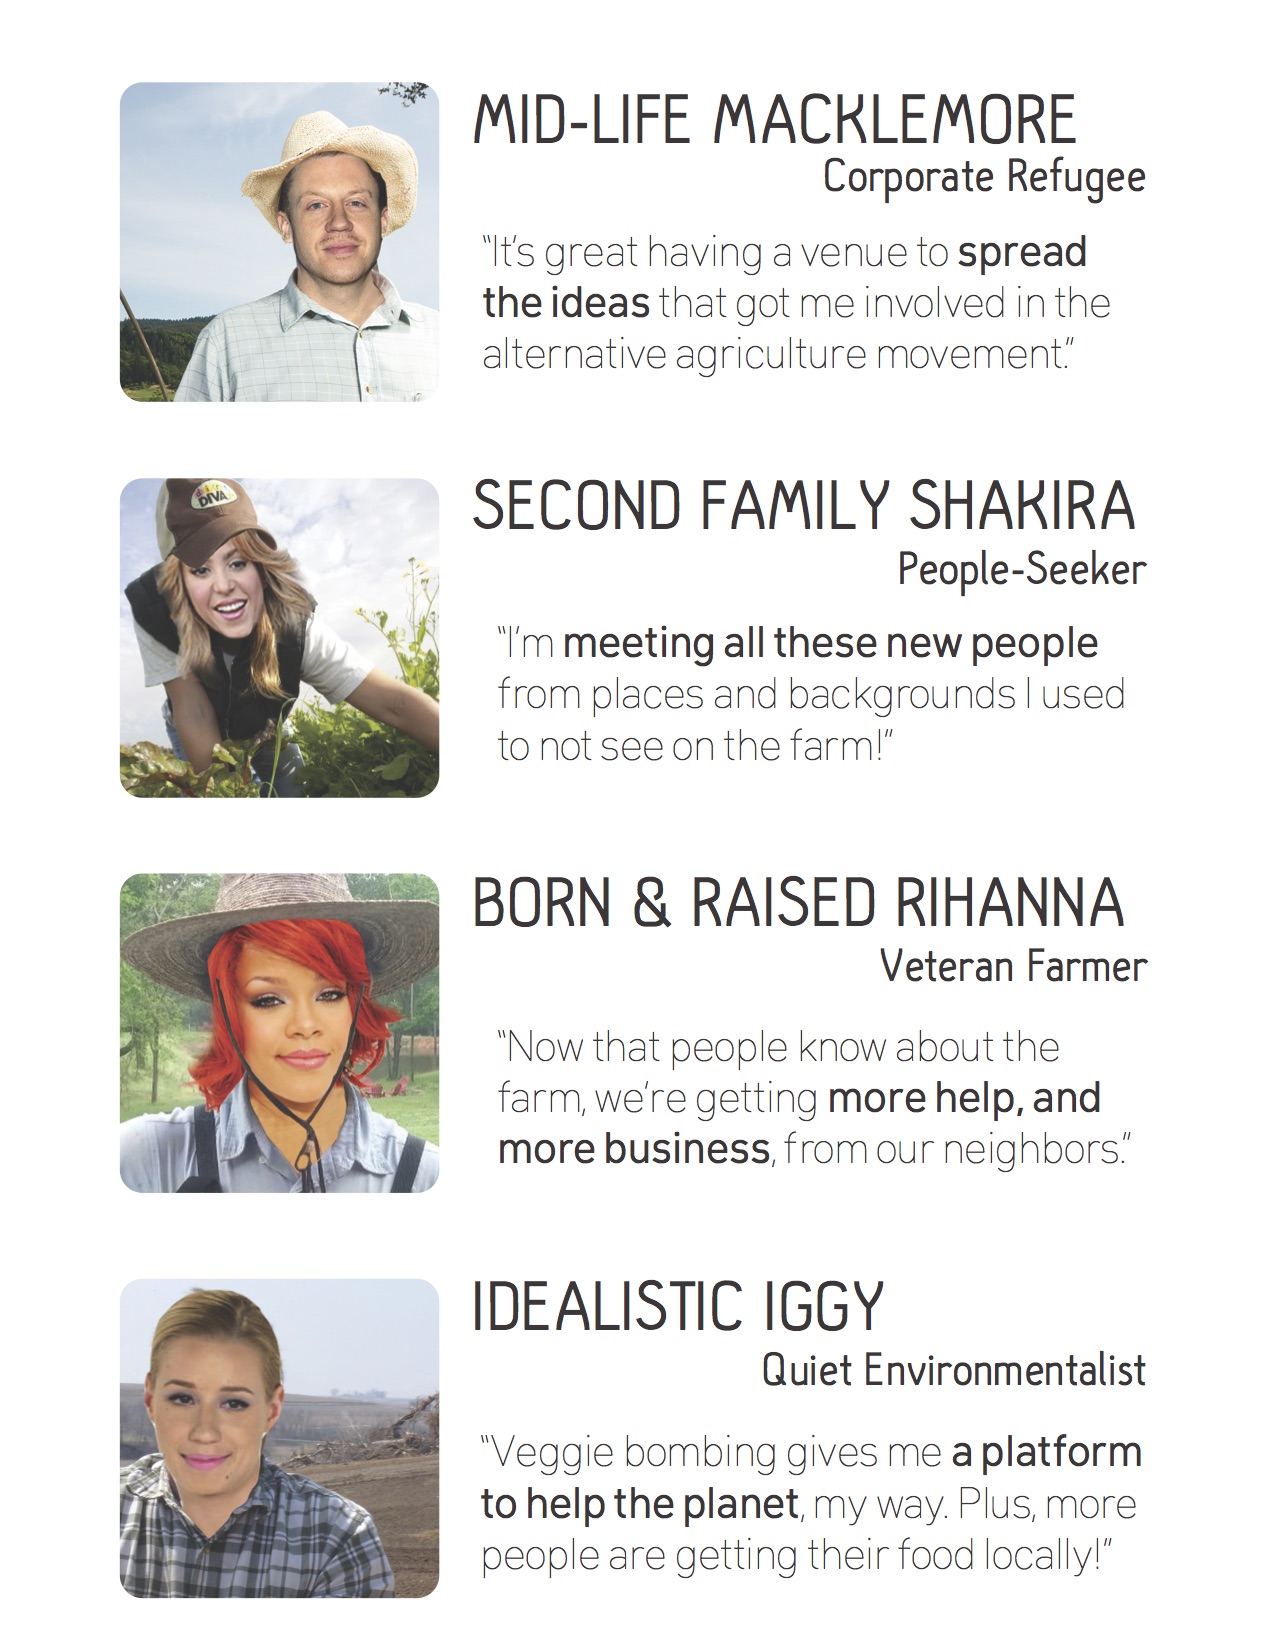 MID-LIFE MACKLEMORE
Corporate Refugee
“It’s great having a venue to spread
the ideas that got me involved in the
alternative agriculture movement.”
DIVA
SECOND FAMILY SHAKIRA
People-Seeker
“I’m meeting all these new people
from places and backgrounds I used
to not see on the farm!”
BORN & RAISED RIHANNA
Veteran Farmer
“Now that people know about the
farm, we’re getting more help, and
more business, from our neighbors.”
IDEALISTIC IGGY
Quiet Environmentalist
“Veggie bombing gives me a platform
to help the planet, my way. Plus, more
people are getting their food locally!”